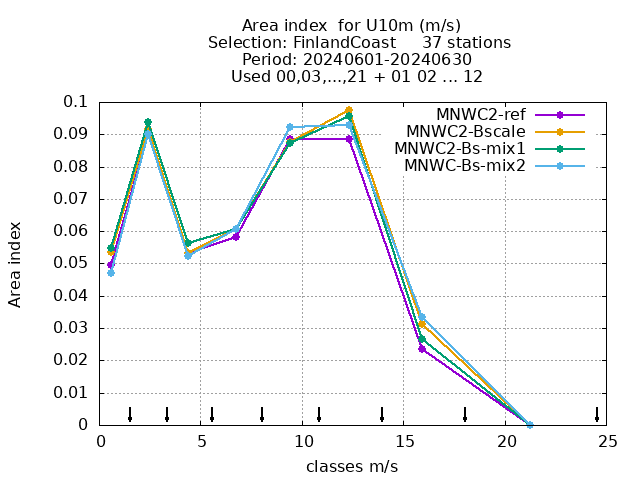 Area index  for U10m (m/s)
Selection: FinlandCoast     37 stations
Period: 20240601-20240630
Used 00,03,...,21 + 01 02 ... 12
MNWC2-ref
MNWC2-Bscale
MNWC2-Bs-mix1
MNWC-Bs-mix2
Area index
0.1
0.09
0.08
0.07
0.06
0.05
0.04
0.03
0.02
0.01
0
0 5 10 15 20 25
classes m/s